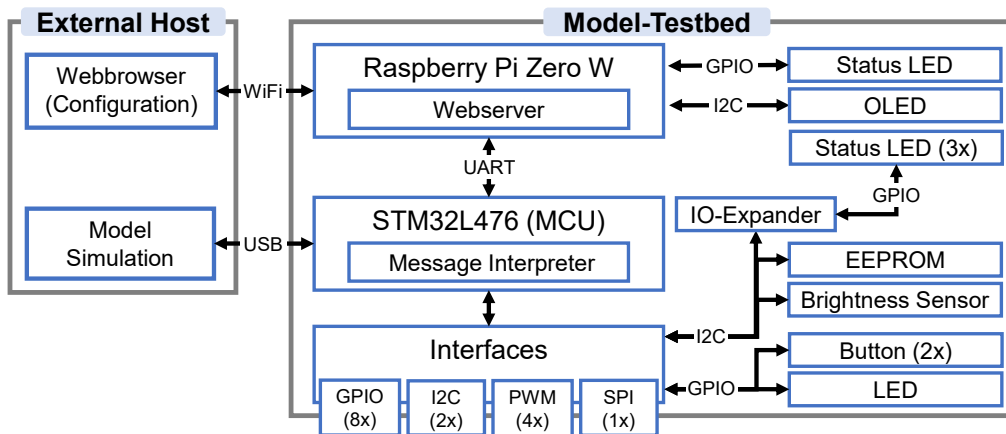 External Host
Model-Testbed
Webbrowser
(Configuration)
WiFi
Raspberry Pi Zero W
Webserver
GPIO
Status LED
I2C
OLED
Status LED (3x)
UART
GPIO
IO-Expander
Model
Simulation
USB
STM32L476 (MCU)
Message Interpreter
EEPROM
Brightness Sensor
Interfaces
I2C
Button (2x)
GPIO
LED
GPIO
(8x)
I2C
(2x)
PWM
(4x)
SPI
(1x)